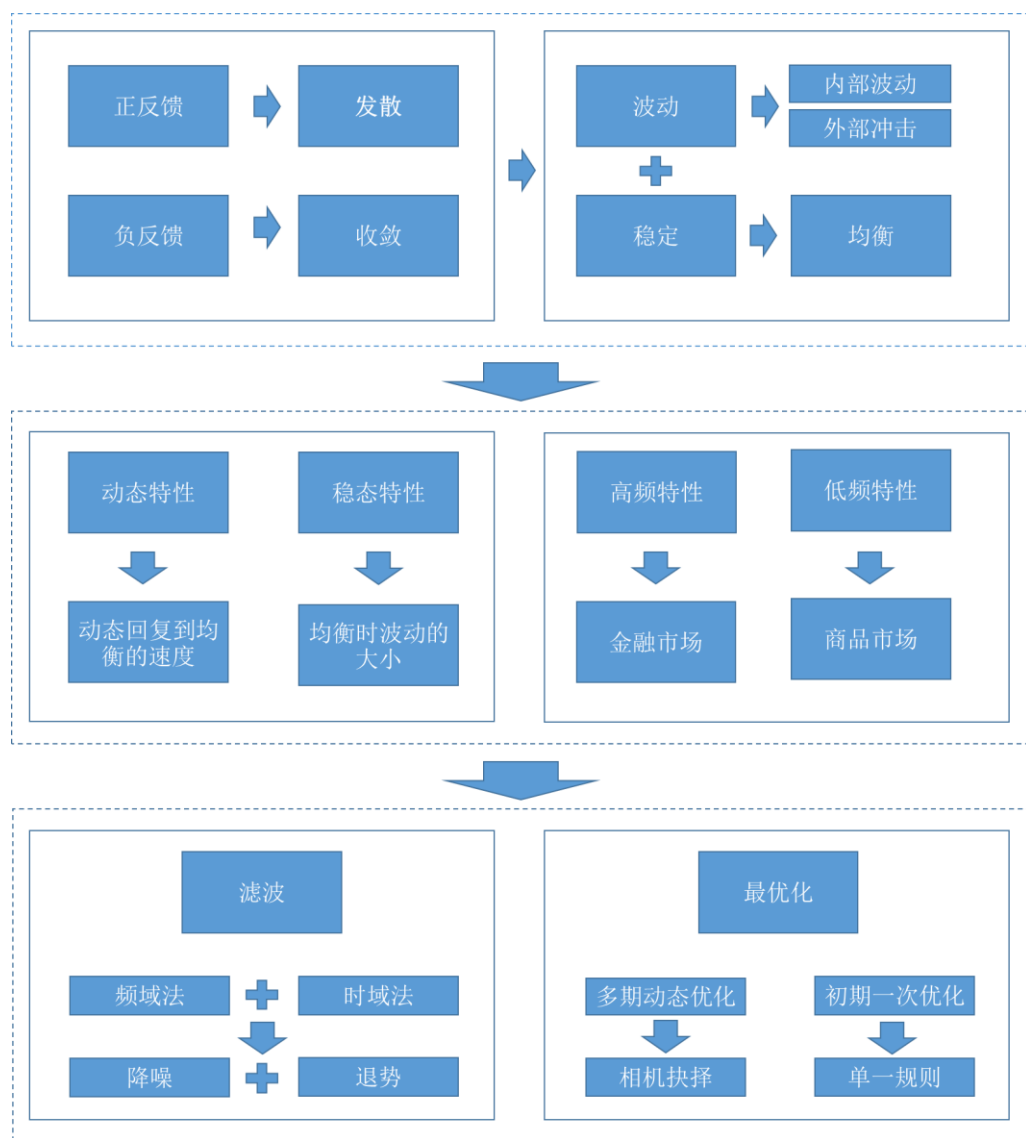 正反馈
发散
负反馈
收敛
波动
内部波动
外部冲击
稳定
均衡
动态特性
稳态特性
动态回复到均
衡的速度
均衡时波动的
大小
高频特性
低频特性
金融市场
商品市场
滤波
频域法
时域法
降噪
退势
最优化
多期动态优化
初期一次优化
相机抉择
单一规则